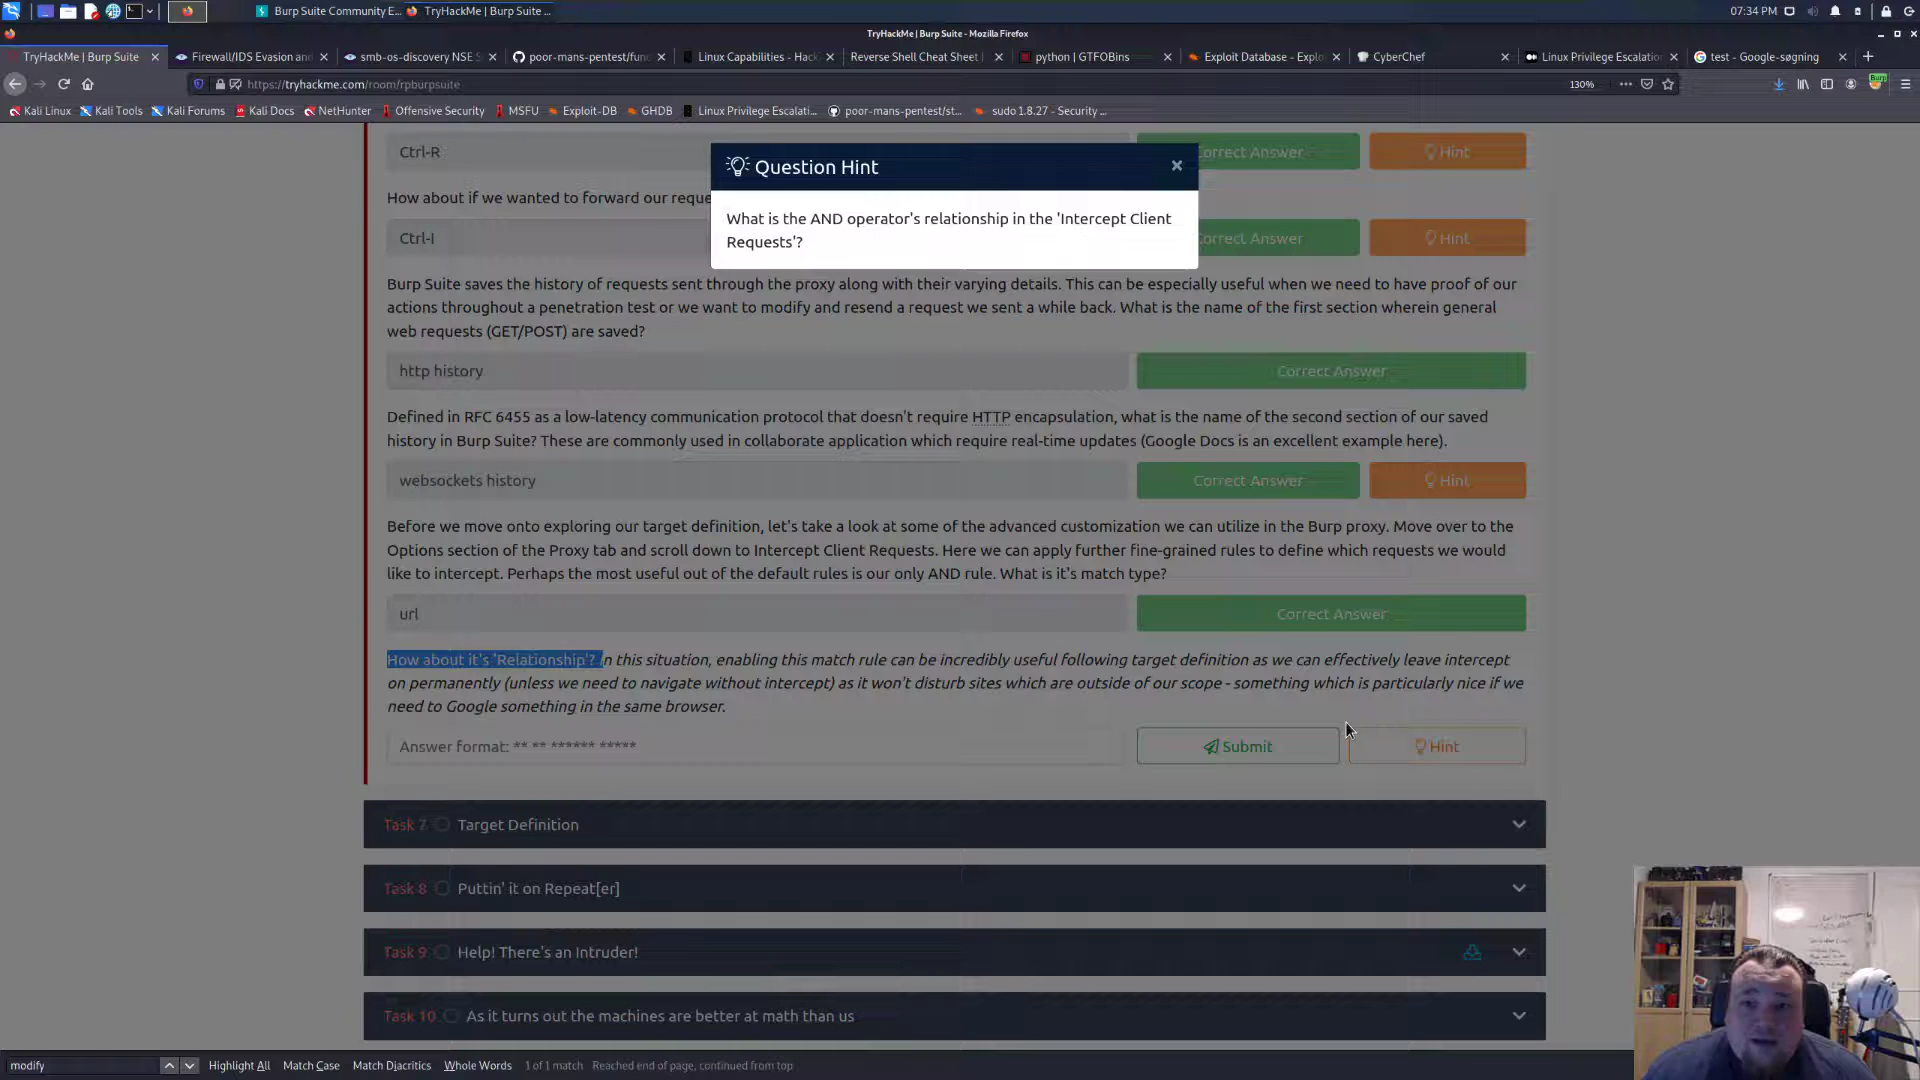 Burp Suite Community E...
TryHackMe | Burp Suite ...
07:34 PM
TryHackMe | Burp Suite - Mozilla Firefox
TryHackMe | Burp Suite
Firewall/IDS Evasion and
smb-os-discovery NSE S
poor-mans-pentest/fun
Linux Capabilities - Hac
Reverse Shell Cheat Sheet |
python | GTFOBins
Exploit Database - Explo
CyberChef
Linux Privilege Escalatio
test - Google-søgning
https://tryhackme.com/room/rpburpsuite
130%
Burp
Kali Linux
Kali Tools
Kali Forums
Kali Docs
NetHunter
Offensive Security
MSFU
Exploit-DB
GHDB
Linux Privilege Escalati...
poor-mans-pentest/st...
sudo 1.8.27 - Security ...
Ctrl-R
orrect Answer
Hint
Question Hint
What is the AND operator's relationship in the 'Intercept Client
Requests'?
How about if we wanted to forward our reque
Ctrl-I
orrect Answer
Hint
Burp Suite saves the history of requests sent through the proxy along with their varying details. This can be especially useful when we need to have proof of our
actions throughout a penetration test or we want to modify and resend a request we sent a while back. What is the name of the first section wherein general
web requests (GET/POST) are saved?
http history
Correct Answer
Defined in RFC 6455 as a low-latency communication protocol that doesn't require HTTP encapsulation, what is the name of the second section of our saved
history in Burp Suite? These are commonly used in collaborate application which require real-time updates (Google Docs is an excellent example here).
websockets history
Correct Answer
Hint
Before we move onto exploring our target definition, let's take a look at some of the advanced customization we can utilize in the Burp proxy. Move over to the
Options section of the Proxy tab and scroll down to Intercept Client Requests. Here we can apply further fine-grained rules to define which requests we would
like to intercept. Perhaps the most useful out of the default rules is our only AND rule. What is it's match type?
url
Correct Answer
How about it's 'Relationship'? In this situation, enabling this match rule can be incredibly useful following target definition as we can effectively leave intercept
on permanently (unless we need to navigate without intercept) as it won't disturb sites which are outside of our scope - something which is particularly nice if we
need to Google something in the same browser.
Answer format: ** ** ****** *****
Submit
Hint
Task 7
Target Definition
Task 8
Puttin' it on Repeat[er]
Task 9
Help! There's an Intruder!
Task 10
As it turns out the machines are better at math than us
modify
Highlight All
Match Case
Match Diacritics
Whole Words
1 of 1 match
Reached end of page, continued from top